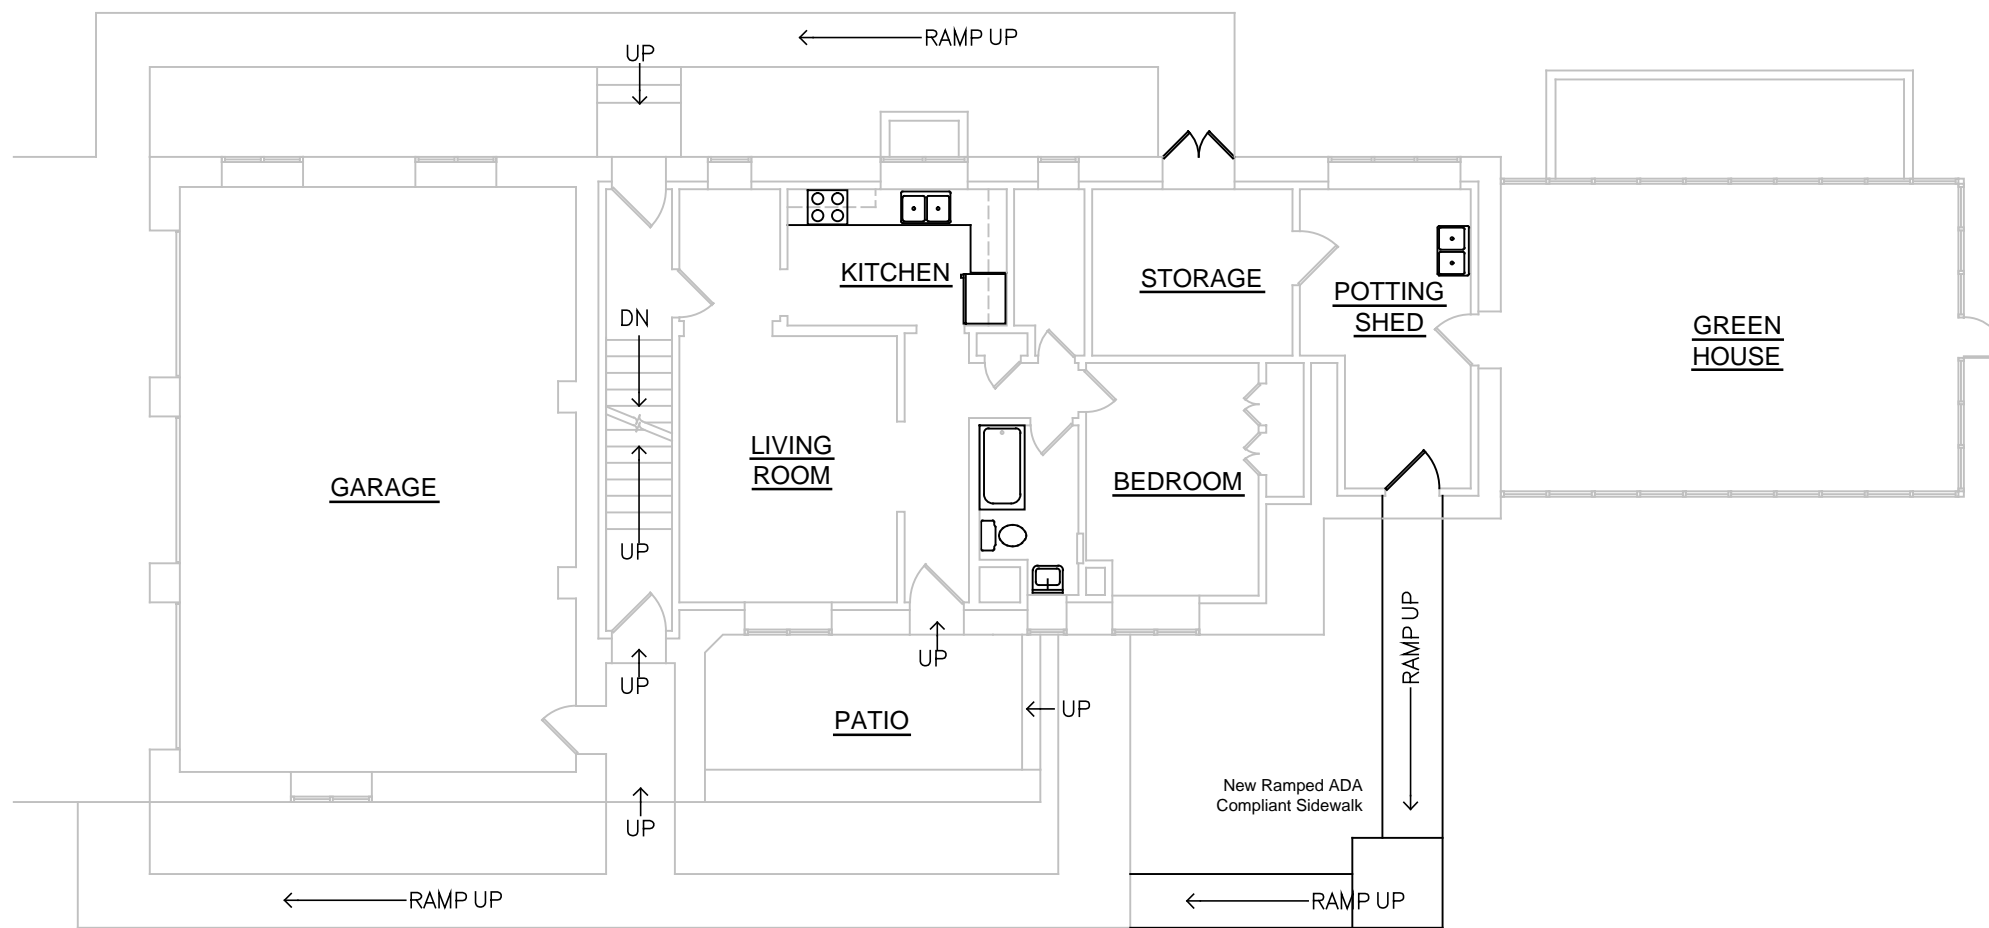 RAMP UP
UP
KITCHEN
STORAGE
POTTING
SHED
GREEN
HOUSE
DN
LIVING
ROOM
GARAGE
BEDROOM
UP
RAMP UP
UP
UP
PATIO
UP
New Ramped ADA
Compliant Sidewalk
UP
RAMP UP
RAMP UP